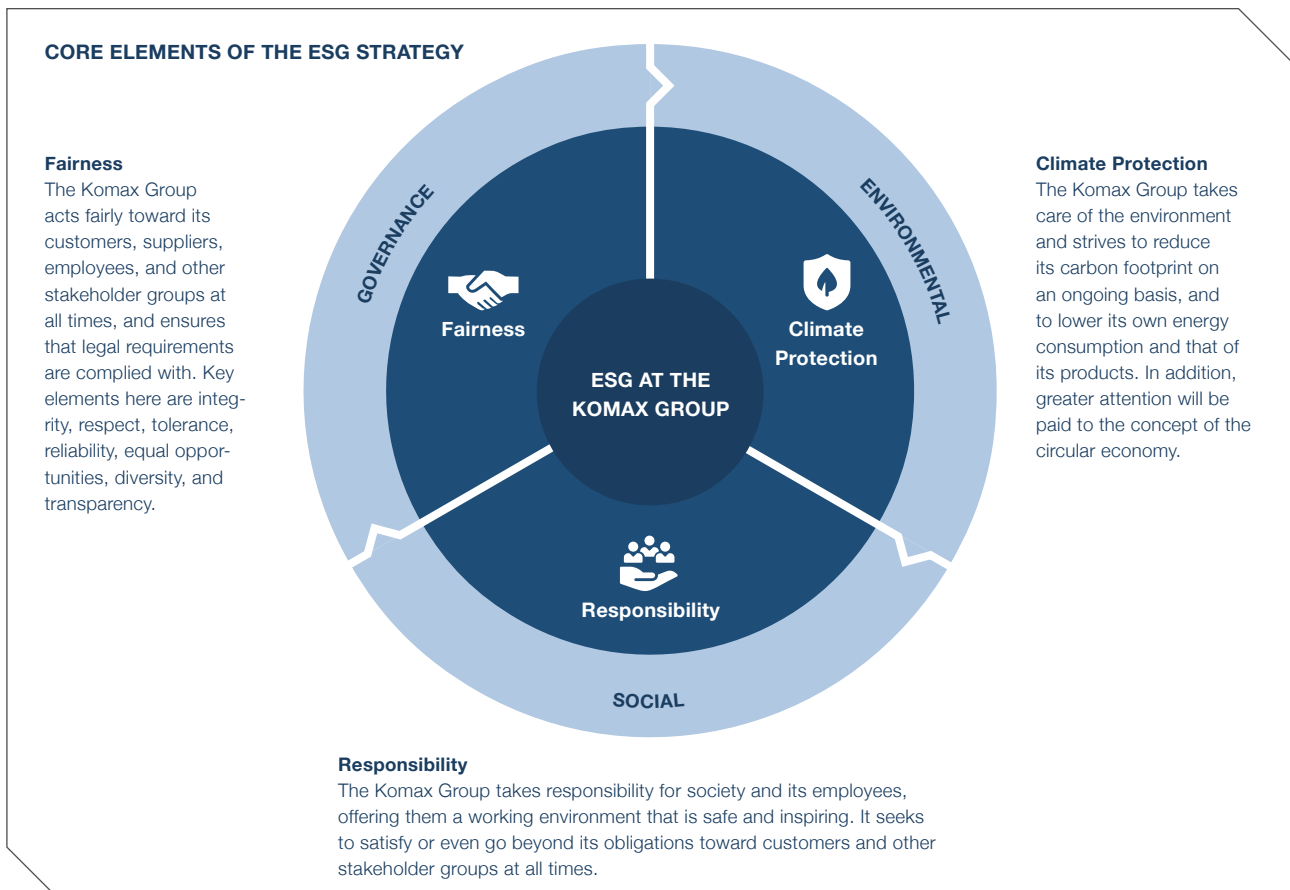 CORE ELEMENTS OF THE ESG STRATEGY
Fairness
The Komax Group
acts fairly toward its
customers, suppliers,
employees, and other
stakeholder groups at
all times, and ensures
that legal requirements
are complied with. Key
elements here are integ-
rity, respect, tolerance,
reliability, equal oppor-
tunities, diversity, and
transparency.
GOVERNANCE
Fairness
ENVIRONMENTAL
Climate
Protection
ESG AT THE
KOMAX GROUP
Responsibility
SOCIAL
Climate Protection
The Komax Group takes
care of the environment
and strives to reduce
its carbon footprint on
an ongoing basis, and
to lower its own energy
consumption and that of
its products. In addition,
greater attention will be
paid to the concept of the
circular economy.
Responsibility
The Komax Group takes responsibility for society and its employees,
offering them a working environment that is safe and inspiring. It seeks
to satisfy or even go beyond its obligations toward customers and other
stakeholder groups at all times.